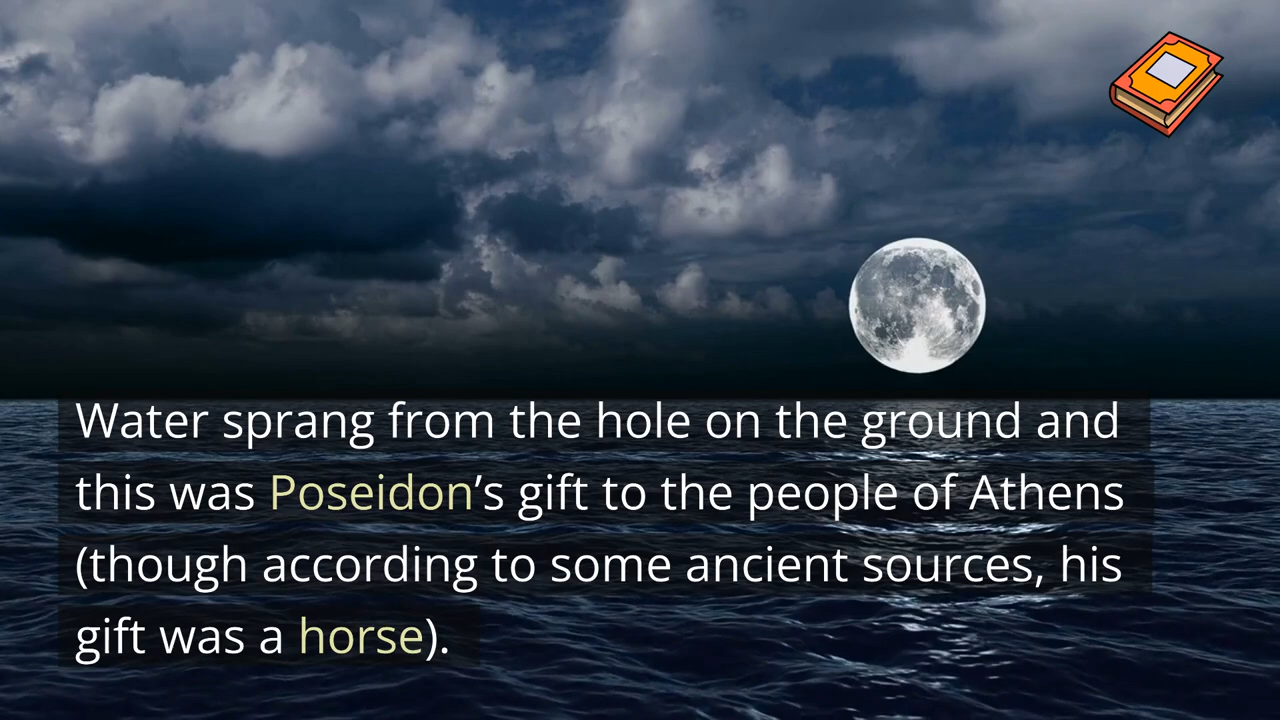 Water sprang from the hole on the ground and
this was Poseidon’s gift to the people of Athens
(though according to some ancient sources, his
gift was a horse).